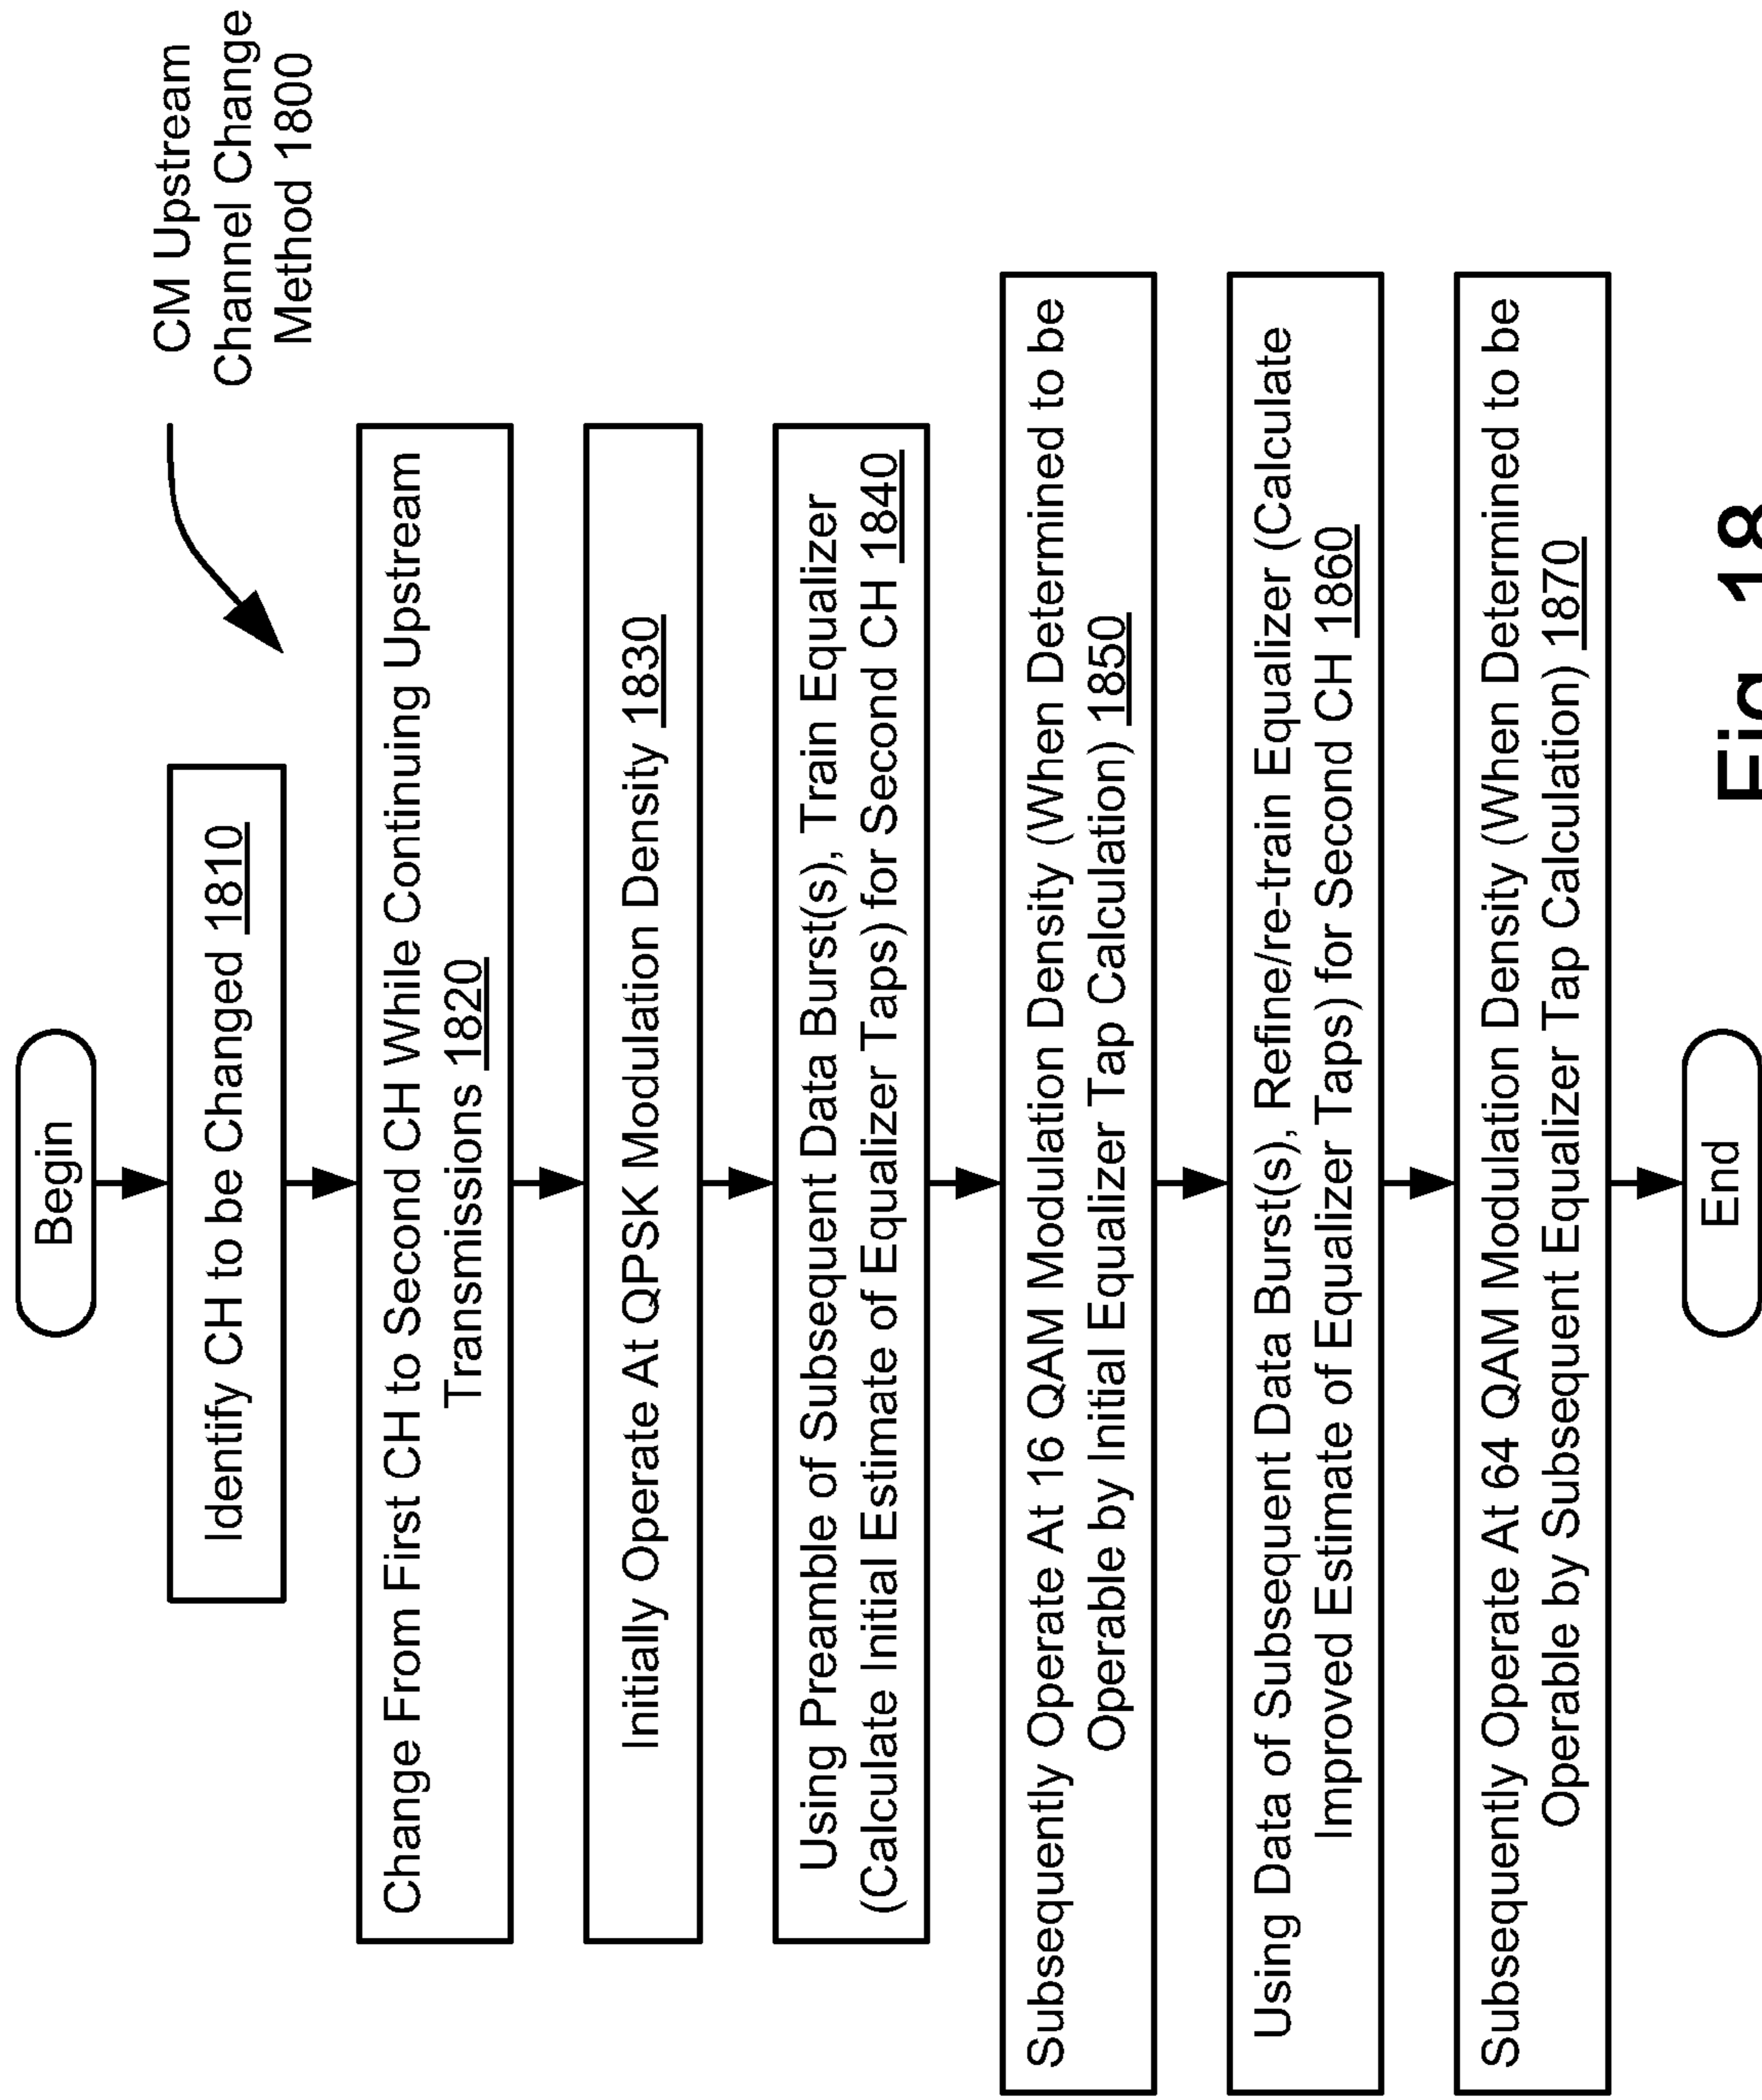 CM Upstream
Channel Change
Method 1800
Begin
Identify CH to be Changed 1810
Change From First CH to Second CH While Continuing Upstream
Transmissions 1820
Initially Operate At QPSK Modulation Density 1830
Using Preamble of Subsequent Data Burst(s), Train Equalizer
(Calculate Initial Estimate of Equalizer Taps) for Second CH 1840
Subsequently Operate At 16 QAM Modulation Density (When Determined to be
Operable by Initial Equalizer Tap Calculation) 1850
Using Data of Subsequent Data Burst(s), Refine/re-train Equalizer (Calculate
Improved Estimate of Equalizer Taps) for Second CH 1860
Subsequently Operate At 64 QAM Modulation Density (When Determined to be
Operable by Subsequent Equalizer Tap Calculation) 1870
End
Fig. 18